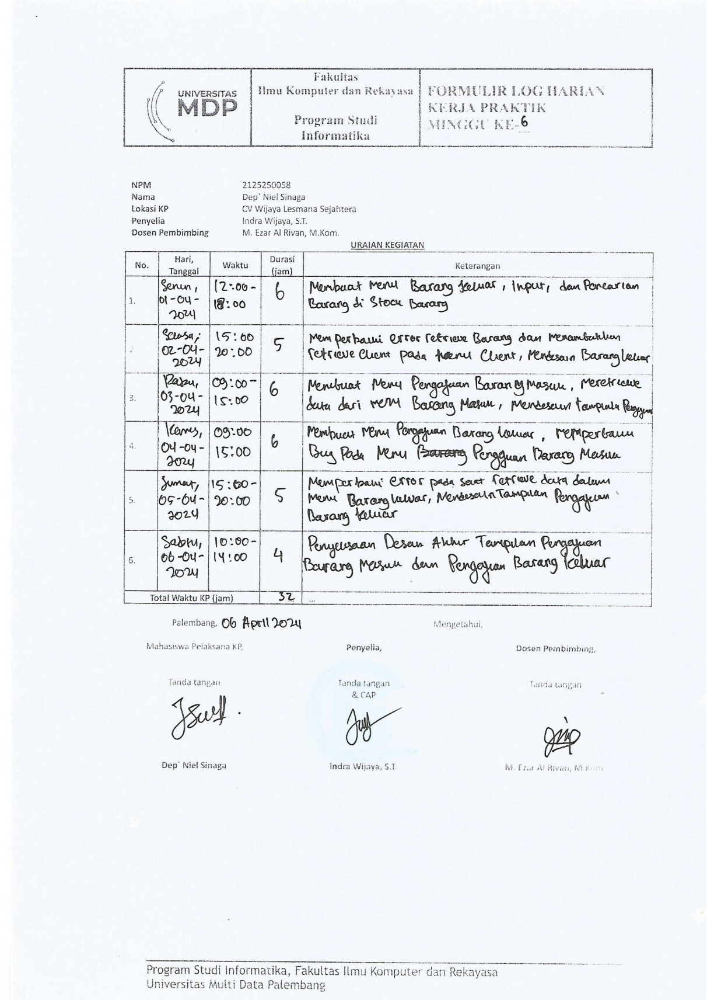 UNIVERSITAS
MDP
Fakultas
Ilmu Komputer dan Rekayasa
Program Studi
Informatika
FORMULIR LOG HARIAN
KERJA PRAKTIK
MINGGU KE-6
NPM 2125250058
Nama Dep` Niel Sinaga
Lokasi KP CV Wijaya Lesmana Sejahtera
Penyelia Indra Wijaya, S.T.
Dosen Pembimbing M. Ezar Al Rivan, M.Kom.
URAIAN KEGIATAN
No. Hari, Tanggal Waktu Durasi (jam) Keterangan
1. Senin, 01-04-2024 12:00-18:00 6 Membuat Menu Barang keluar, Input, dan Pencarian
Barang di Stock Barang
2 Selasa, 02-04-2024 15:00 20:00 5 Memperbaiki error retrieve Barang dan Menambahkan
retrieve Client pada Menu Client, Mendesain Barang keluar
3. Rabu, 03-04-2024 09:00-15:00 6 Membuat Menu Pengajuan Barang Masuk, Meretrieve
data dari menu Barang Masuk, Mendesain tampilan
4. Kamis, 04-04-2024 09:00 15:00 6 Membuat Menu Pengajuan Barang keluar, memperbaiki
Bug Pada Menu Barang Pengajuan Barang Masuk
5. Jumat, 05-04-2024 15:00-20:00 5 Memperbaiki error pada saat retrieve data dalam
Menu Barang keluar, Mendesain Tampilan Pengajuan
Barang keluar
6. Sabtu, 06-04-2024 10:00-14:00 4 Desain Akhir Tampilan Pengajuan
Barang Masuk dan Pengajuan Barang keluar
Total Waktu KP (jam) 32 ...
Palembang, 06 April 2024 Mengetahui,
Mahasiswa Pelaksana KP, Penyelia, Dosen Pembimbing,
Tanda tangan Tanda tangan Tanda tangan
& CAP
Dep` Niel Sinaga Indra Wijaya, S.T. M. Ezar Al Rivan, M.Kom
Program Studi Informatika, Fakultas Ilmu Komputer dan Rekayasa
Universitas Multi Data Palembang